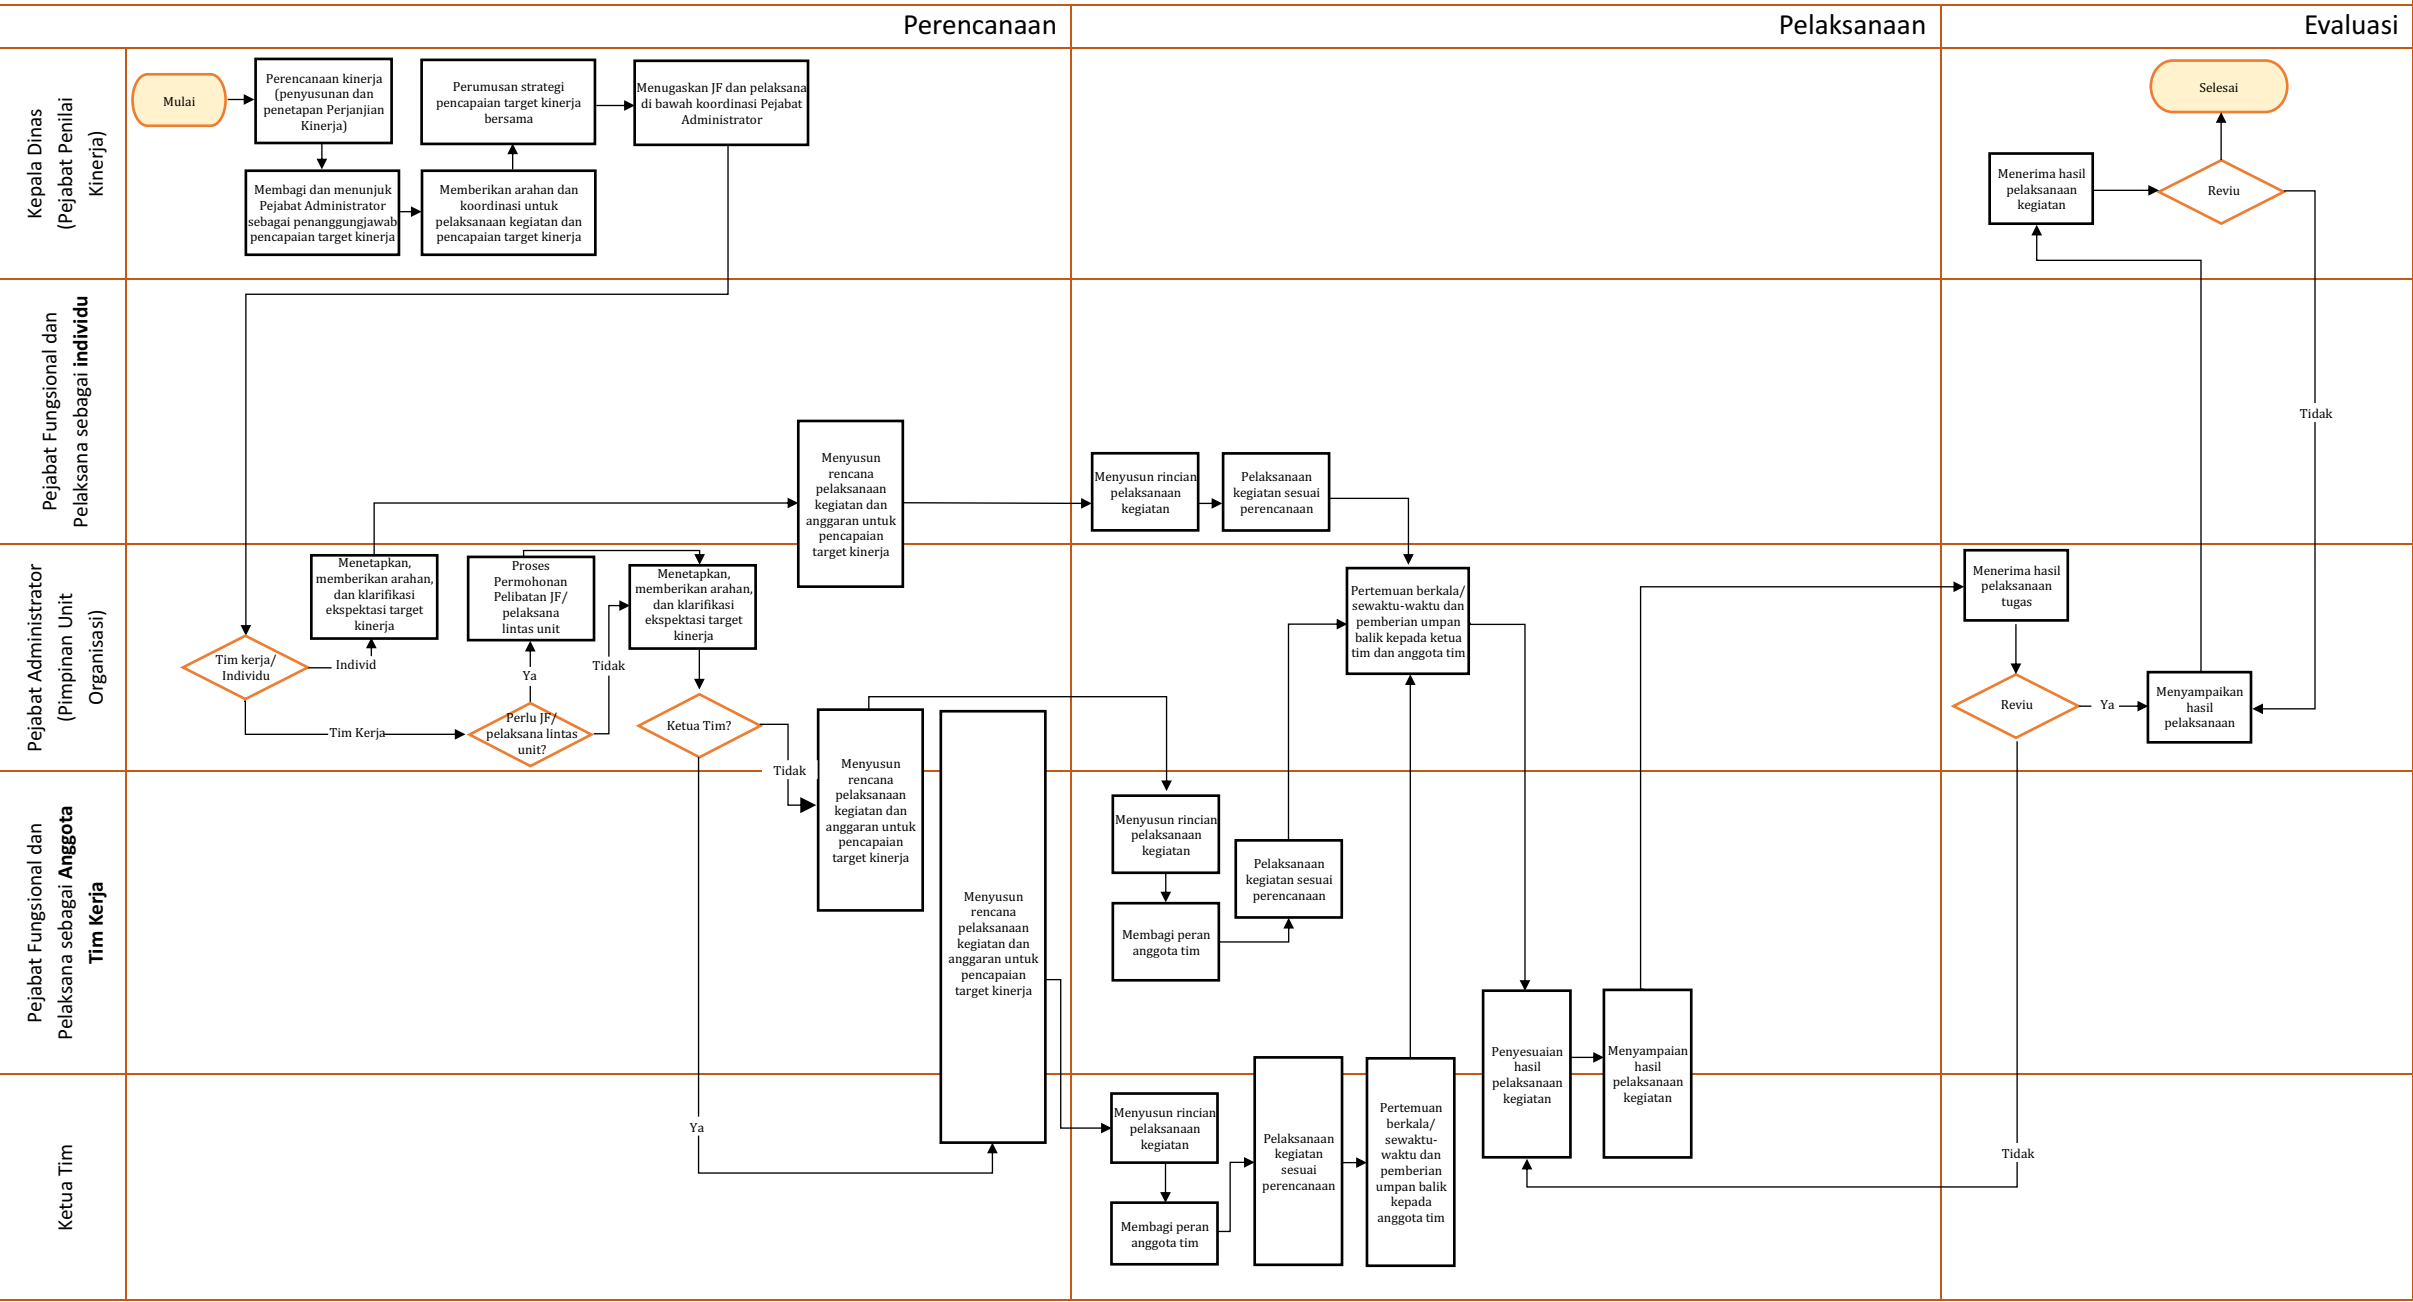 Perencanaan
Pelaksanaan
Evaluasi
Kepala Dinas
(Pejabat Penilai
Kinerja)
Mulai
Perencanaan kinerja
(penyusunan dan
penetapan Perjanjian
Kinerja)
Membagi dan menunjuk
Pejabat Administrator
sebagai penanggungjawab
pencapaian target kinerja
Perumusan strategi
pencapaian target kinerja
bersama
Memberikan arahan dan
koordinasi untuk
pelaksanaan kegiatan dan
pencapaian target kinerja
Menugaskan JF dan pelaksana
di bawah koordinasi Pejabat
Administrator
Menerima hasil
pelaksanaan
kegiatan
Reviu
Selesai
Tidak
Pejabat Fungsional dan
Pelaksana sebagai individu
Menyusun
rencana
pelaksanaan
kegiatan dan
anggaran untuk
pencapaian
target kinerja
Menyusun rincian
pelaksanaan
kegiatan
Pelaksanaan
kegiatan sesuai
perencanaan
Pejabat Administrator
(Pimpinan Unit
Organisasi)
Tim kerja/
Individu
Individ
Tim Kerja
Menetapkan,
memberikan arahan,
dan klarifikasi
ekspektasi target
kinerja
Proses
Permohonan
Pelibatan JF/
pelaksana
lintas unit
Ya
Perlu JF/
pelaksana lintas
unit?
Tidak
Menetapkan,
memberikan arahan,
dan klarifikasi
ekspektasi target
kinerja
Ketua Tim?
Tidak
Pertemuan berkala/
sewaktu-waktu dan
pemberian umpan
balik kepada ketua
tim dan anggota tim
Menerima hasil
pelaksanaan
tugas
Reviu
Ya
Menyampaikan
hasil
pelaksanaan
Pejabat Fungsional dan
Pelaksana sebagai Anggota
Tim Kerja
Menyusun
rencana
pelaksanaan
kegiatan dan
anggaran untuk
pencapaian
target kinerja
Menyusun
rencana
pelaksanaan
kegiatan dan
anggaran untuk
pencapaian
target kinerja
Menyusun rincian
pelaksanaan
kegiatan
Membagi peran
anggota tim
Pelaksanaan
kegiatan sesuai
perencanaan
Penyesuaian
hasil
pelaksanaan
kegiatan
Menyampaian
hasil
pelaksanaan
kegiatan
Ketua Tim
Ya
Menyusun rincian
pelaksanaan
kegiatan
Membagi peran
anggota tim
Pelaksanaan
kegiatan
sesuai
perencanaan
Pertemuan
berkala/
sewaktu-
waktu dan
pemberian
umpan balik
kepada
anggota tim
Tidak